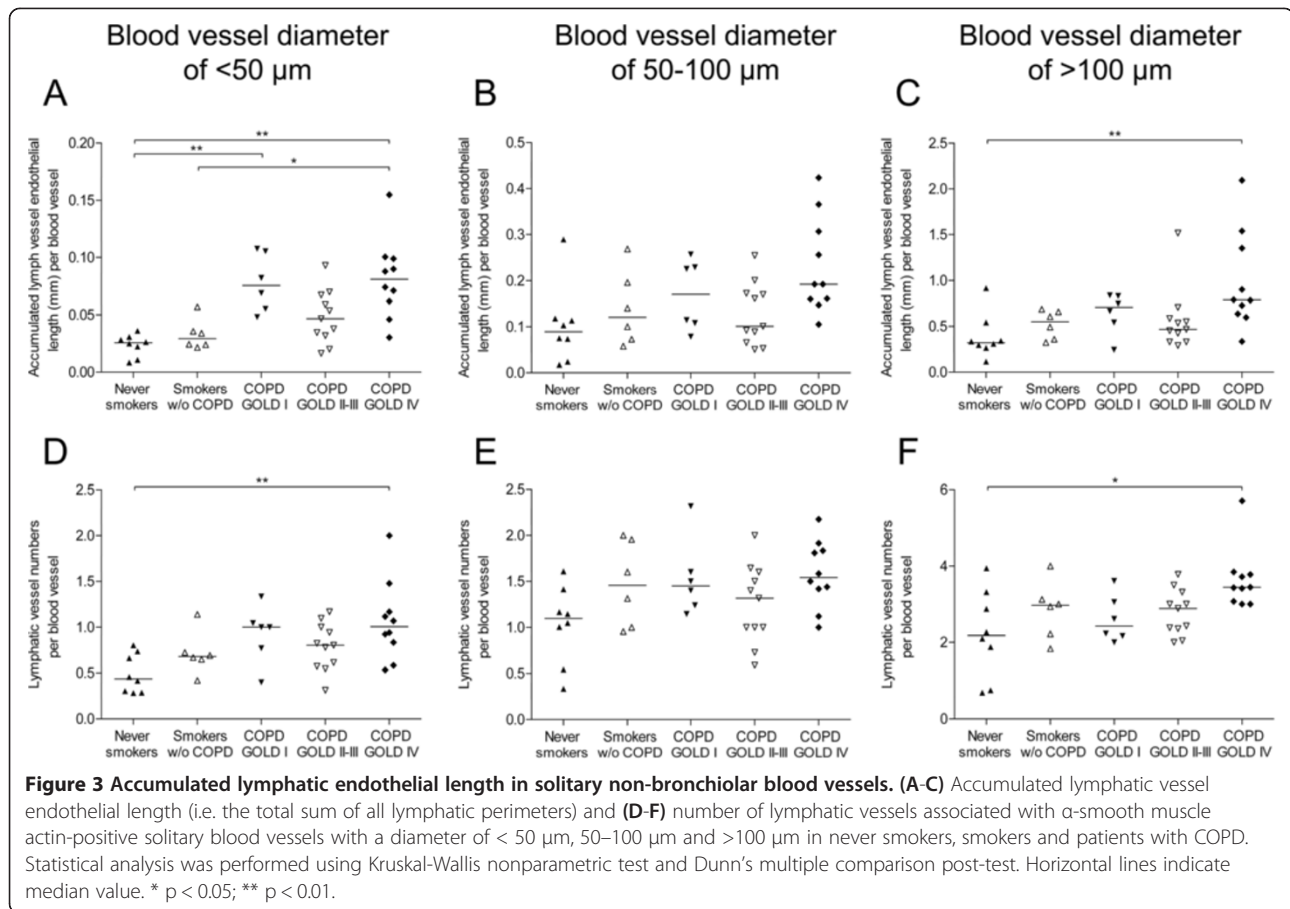 Blood vessel diameter
of <50 μm
Blood vessel diameter
of 50-100 μm
Blood vessel diameter
of >100 μm
A
Accumulated lymph vessel endothelial
length (mm) per blood vessel
0.20
0.15
0.10
0.05
0.00
**
**
*
Never
smokers
Smokers
w/o COPD
COPD
GOLD I
COPD
GOLD II-III
COPD
GOLD IV
B
Accumulated lymph vessel endothelial
length (mm) per blood vessel
0.5
0.4
0.3
0.2
0.1
0.0
Never
smokers
Smokers
w/o COPD
COPD
GOLD I
COPD
GOLD II-III
COPD
GOLD IV
C
Accumulated lymph vessel endothelial
length (mm) per blood vessel
2.5
2.0
1.5
1.0
0.5
0.0
**
Never
smokers
Smokers
w/o COPD
COPD
GOLD I
COPD
GOLD II-III
COPD
GOLD IV
D
Lymphatic vessel numbers
per blood vessel
2.5
2.0
1.5
1.0
0.5
0.0
**
Never
smokers
Smokers
w/o COPD
COPD
GOLD I
COPD
GOLD II-III
COPD
GOLD IV
E
Lymphatic vessel numbers
per blood vessel
2.5
2.0
1.5
1.0
0.5
0.0
Never
smokers
Smokers
w/o COPD
COPD
GOLD I
COPD
GOLD II-III
COPD
GOLD IV
F
Lymphatic vessel numbers
per blood vessel
6
4
2
0
*
Never
smokers
Smokers
w/o COPD
COPD
GOLD I
COPD
GOLD II-III
COPD
GOLD IV
Figure 3 Accumulated lymphatic endothelial length in solitary non-bronchiolar blood vessels. (A-C) Accumulated lymphatic vessel
endothelial length (i.e. the total sum of all lymphatic perimeters) and (D-F) number of lymphatic vessels associated with α-smooth muscle
actin-positive solitary blood vessels with a diameter of < 50 μm, 50–100 μm and >100 μm in never smokers, smokers and patients with COPD.
Statistical analysis was performed using Kruskal-Wallis nonparametric test and Dunn's multiple comparison post-test. Horizontal lines indicate
median value. * p < 0.05; ** p < 0.01.